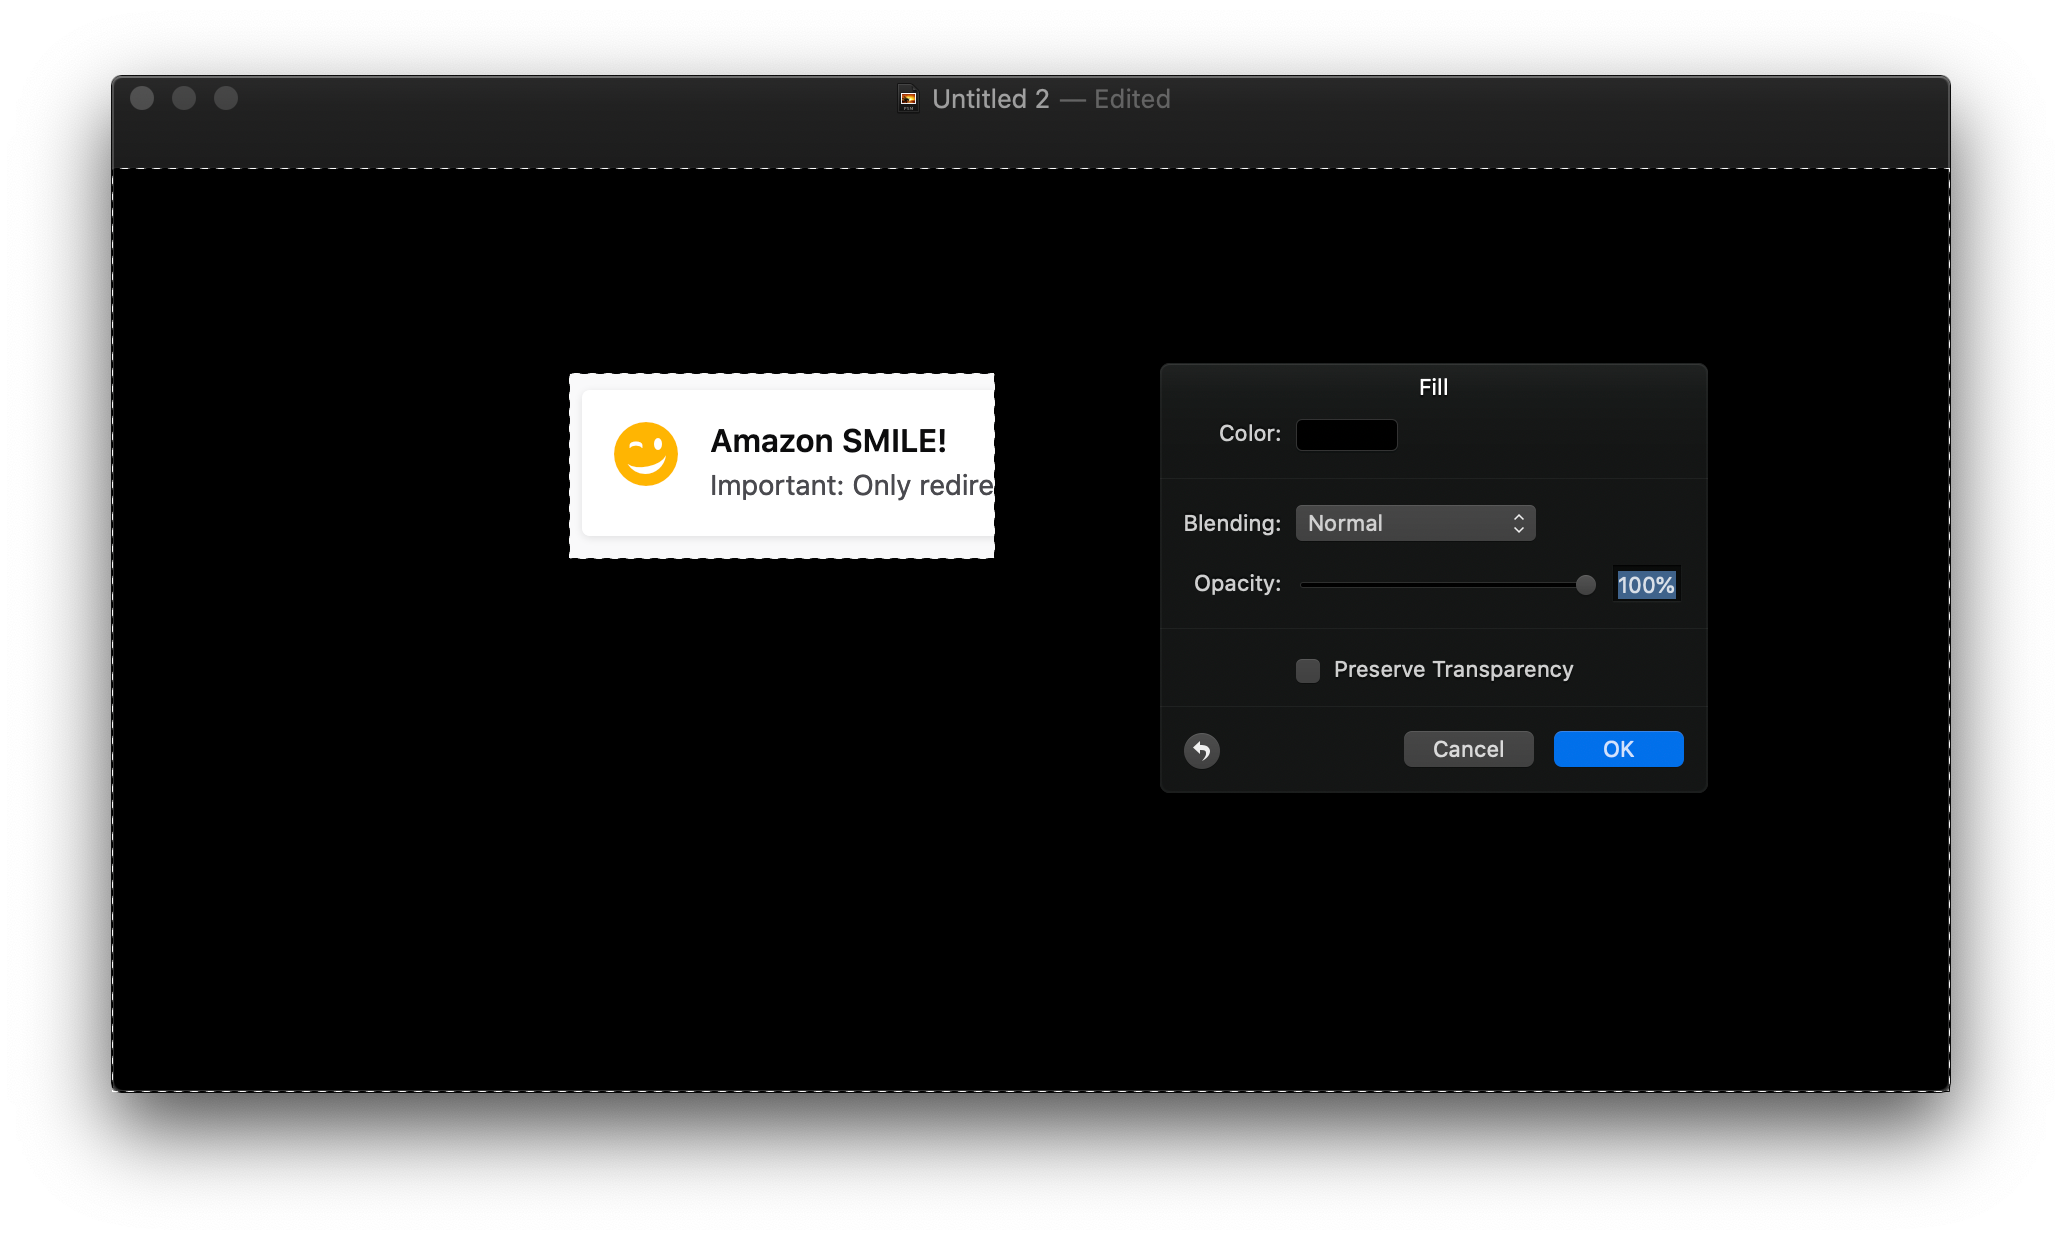 Untitled 2 — Edited
Amazon SMILE!
Important: Only redire
Fill
Color:
Blending: Normal
Opacity: 100%
Preserve Transparency
Cancel OK